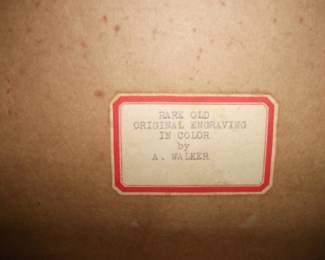 RARE OLD
ORIGINAL ENGRAVING
IN COLOR
by
A. WALKER